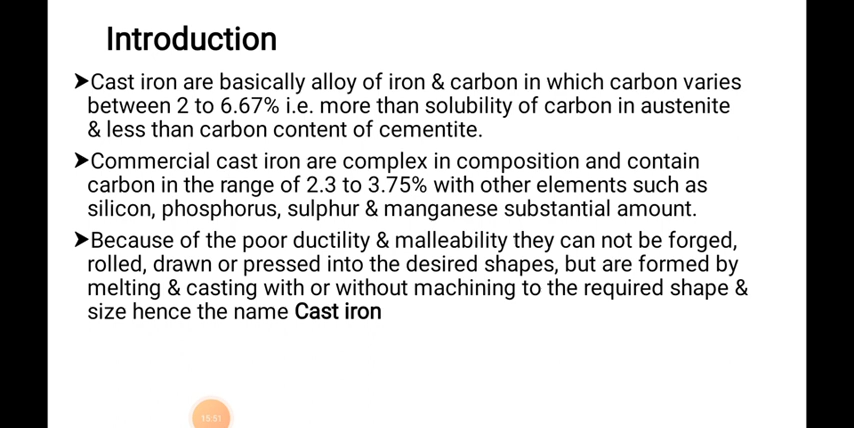 Introduction
➤Cast iron are basically alloy of iron & carbon in which carbon varies
between 2 to 6.67% i.e. more than solubility of carbon in austenite
& less than carbon content of cementite.
➤Commercial cast iron are complex in composition and contain
carbon in the range of 2.3 to 3.75% with other elements such as
silicon, phosphorus, sulphur & manganese substantial amount.
➤Because of the poor ductility & malleability they can not be forged,
rolled, drawn or pressed into the desired shapes, but are formed by
melting & casting with or without machining to the required shape &
size hence the name Cast iron
15:51